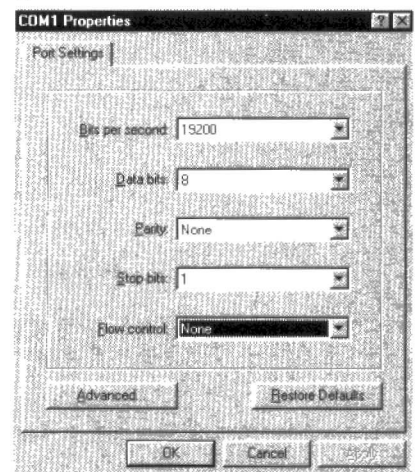 COM1 Properties
Port Settings
Bits per second: 19200
Data bits: 8
Parity: None
Stop bits: 1
Flow control: None
Advanced...
Restore Defaults
OK
Cancel
Apply